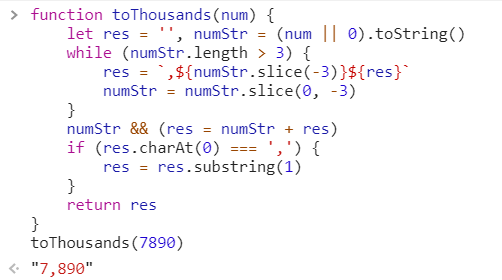 function toThousands(num) {
    let res = '', numStr = (num || 0).toString()
    while (numStr.length > 3) {
        res = `,${numStr.slice(-3)}${res}`
        numStr = numStr.slice(0, -3)
    }
    numStr && (res = numStr + res)
    if (res.charAt(0) === ',') {
        res = res.substring(1)
    }
    return res
}
toThousands(7890)
"7,890"